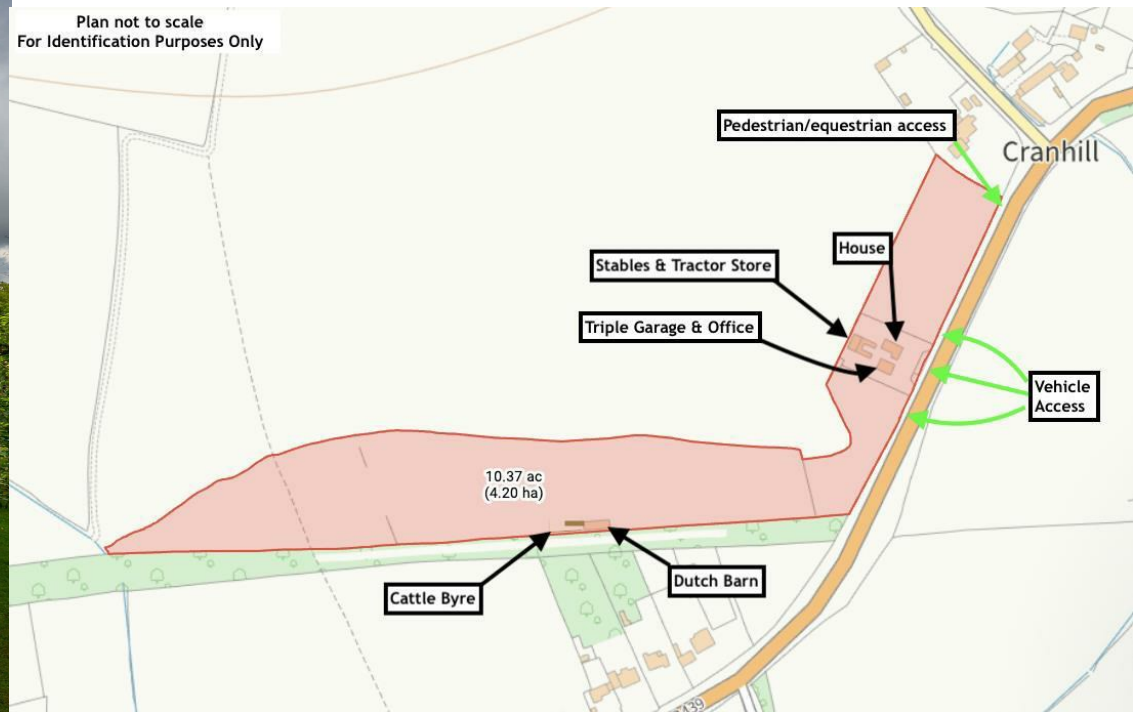 Plan not to scale
For Identification Purposes Only
Pedestrian/equestrian access
Cranhill
House
Stables & Tractor Store
Triple Garage & Office
Vehicle
Access
10.37 ac
(4.20 ha)
Cattle Byre
Dutch Barn